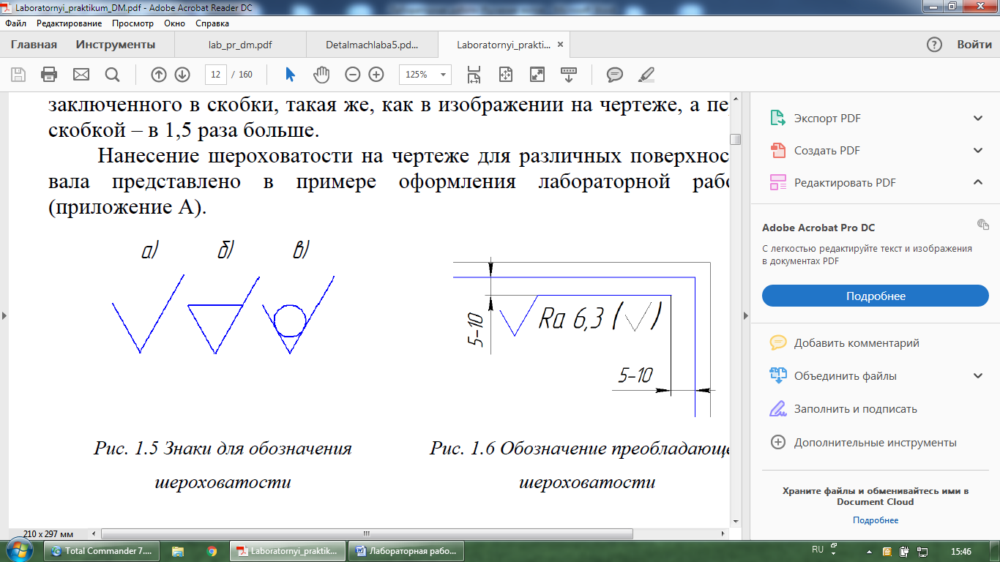 Laboratornyi_praktikum_DM.pdf - Adobe Acrobat Reader DC
Файл Редактирование Просмотр Окно Справка
Главная Инструменты lab_pr_dm.pdf Detalmachlaba5.pd... Laboratornyi_prakti... × Войти
12 / 160 125%
заключенного в скобки, такая же, как в изображении на чертеже, а пе
скобкой – в 1,5 раза больше.
Нанесение шероховатости на чертеже для различных поверхнос
вала представлено в примере оформления лабораторной рабо
(приложение А).
а) б) в)
5–10
Ra 6,3 ( )
5–10
Рис. 1.5 Знаки для обозначения
шероховатости
Рис. 1.6 Обозначение преобладающе
шероховатости
210 x 297 мм
Экспорт PDF
Создать PDF
Редактировать PDF
Adobe Acrobat Pro DC
С легкостью редактируйте текст и изображения
в документах PDF
Подробнее
Добавить комментарий
Объединить файлы
Заполнить и подписать
Дополнительные инструменты
Храните файлы и обменивайтесь ими в
Document Cloud
Подробнее
Total Commander 7.... Laboratornyi_praktik... Лабораторная рабо... RU 15:46